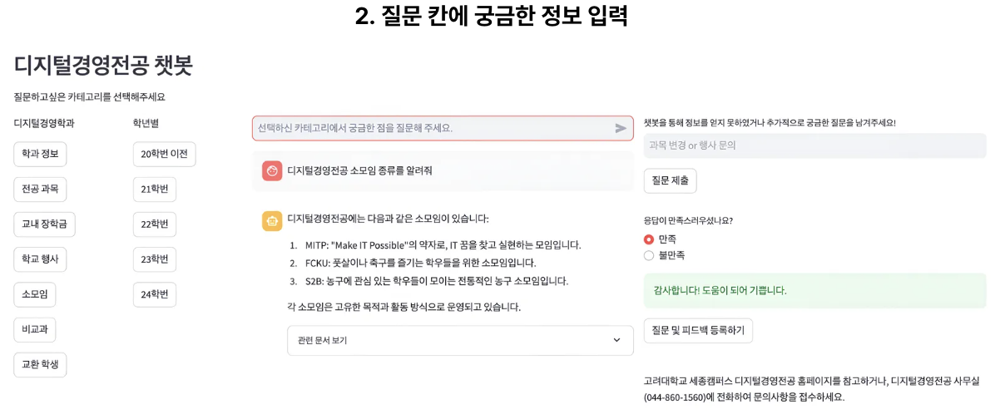 2. 질문 칸에 궁금한 정보 입력
디지털경영전공 챗봇
질문하고싶은 카테고리를 선택해주세요
디지털경영학과
학과 정보
전공 과목
교내 장학금
학교 행사
소모임
비교과
교환 학생
학년별
20학번 이전
21학번
22학번
23학번
24학번
선택하신 카테고리에서 궁금한 점을 질문해 주세요.
디지털경영전공 소모임 종류를 알려줘
디지털경영전공에는 다음과 같은 소모임이 있습니다:
1. MITP: "Make IT Possible"의 약자로, IT 꿈을 찾고 실현하는 모임입니다.
2. FCKU: 풋살이나 축구를 즐기는 학우들을 위한 소모임입니다.
3. S2B: 농구에 관심 있는 학우들이 모이는 전통적인 농구 소모임입니다.
각 소모임은 고유한 목적과 활동 방식으로 운영되고 있습니다.
관련 문서 보기
챗봇을 통해 정보를 얻지 못하였거나 추가적으로 궁금한 질문을 남겨주세요!
과목 변경 or 행사 문의
질문 제출
응답이 만족스러우셨나요?
만족
불만족
감사합니다! 도움이 되어 기쁩니다.
질문 및 피드백 등록하기
고려대학교 세종캠퍼스 디지털경영전공 홈페이지를 참고하거나, 디지털경영전공 사무실
(044-860-1560)에 전화하여 문의사항을 접수하세요.